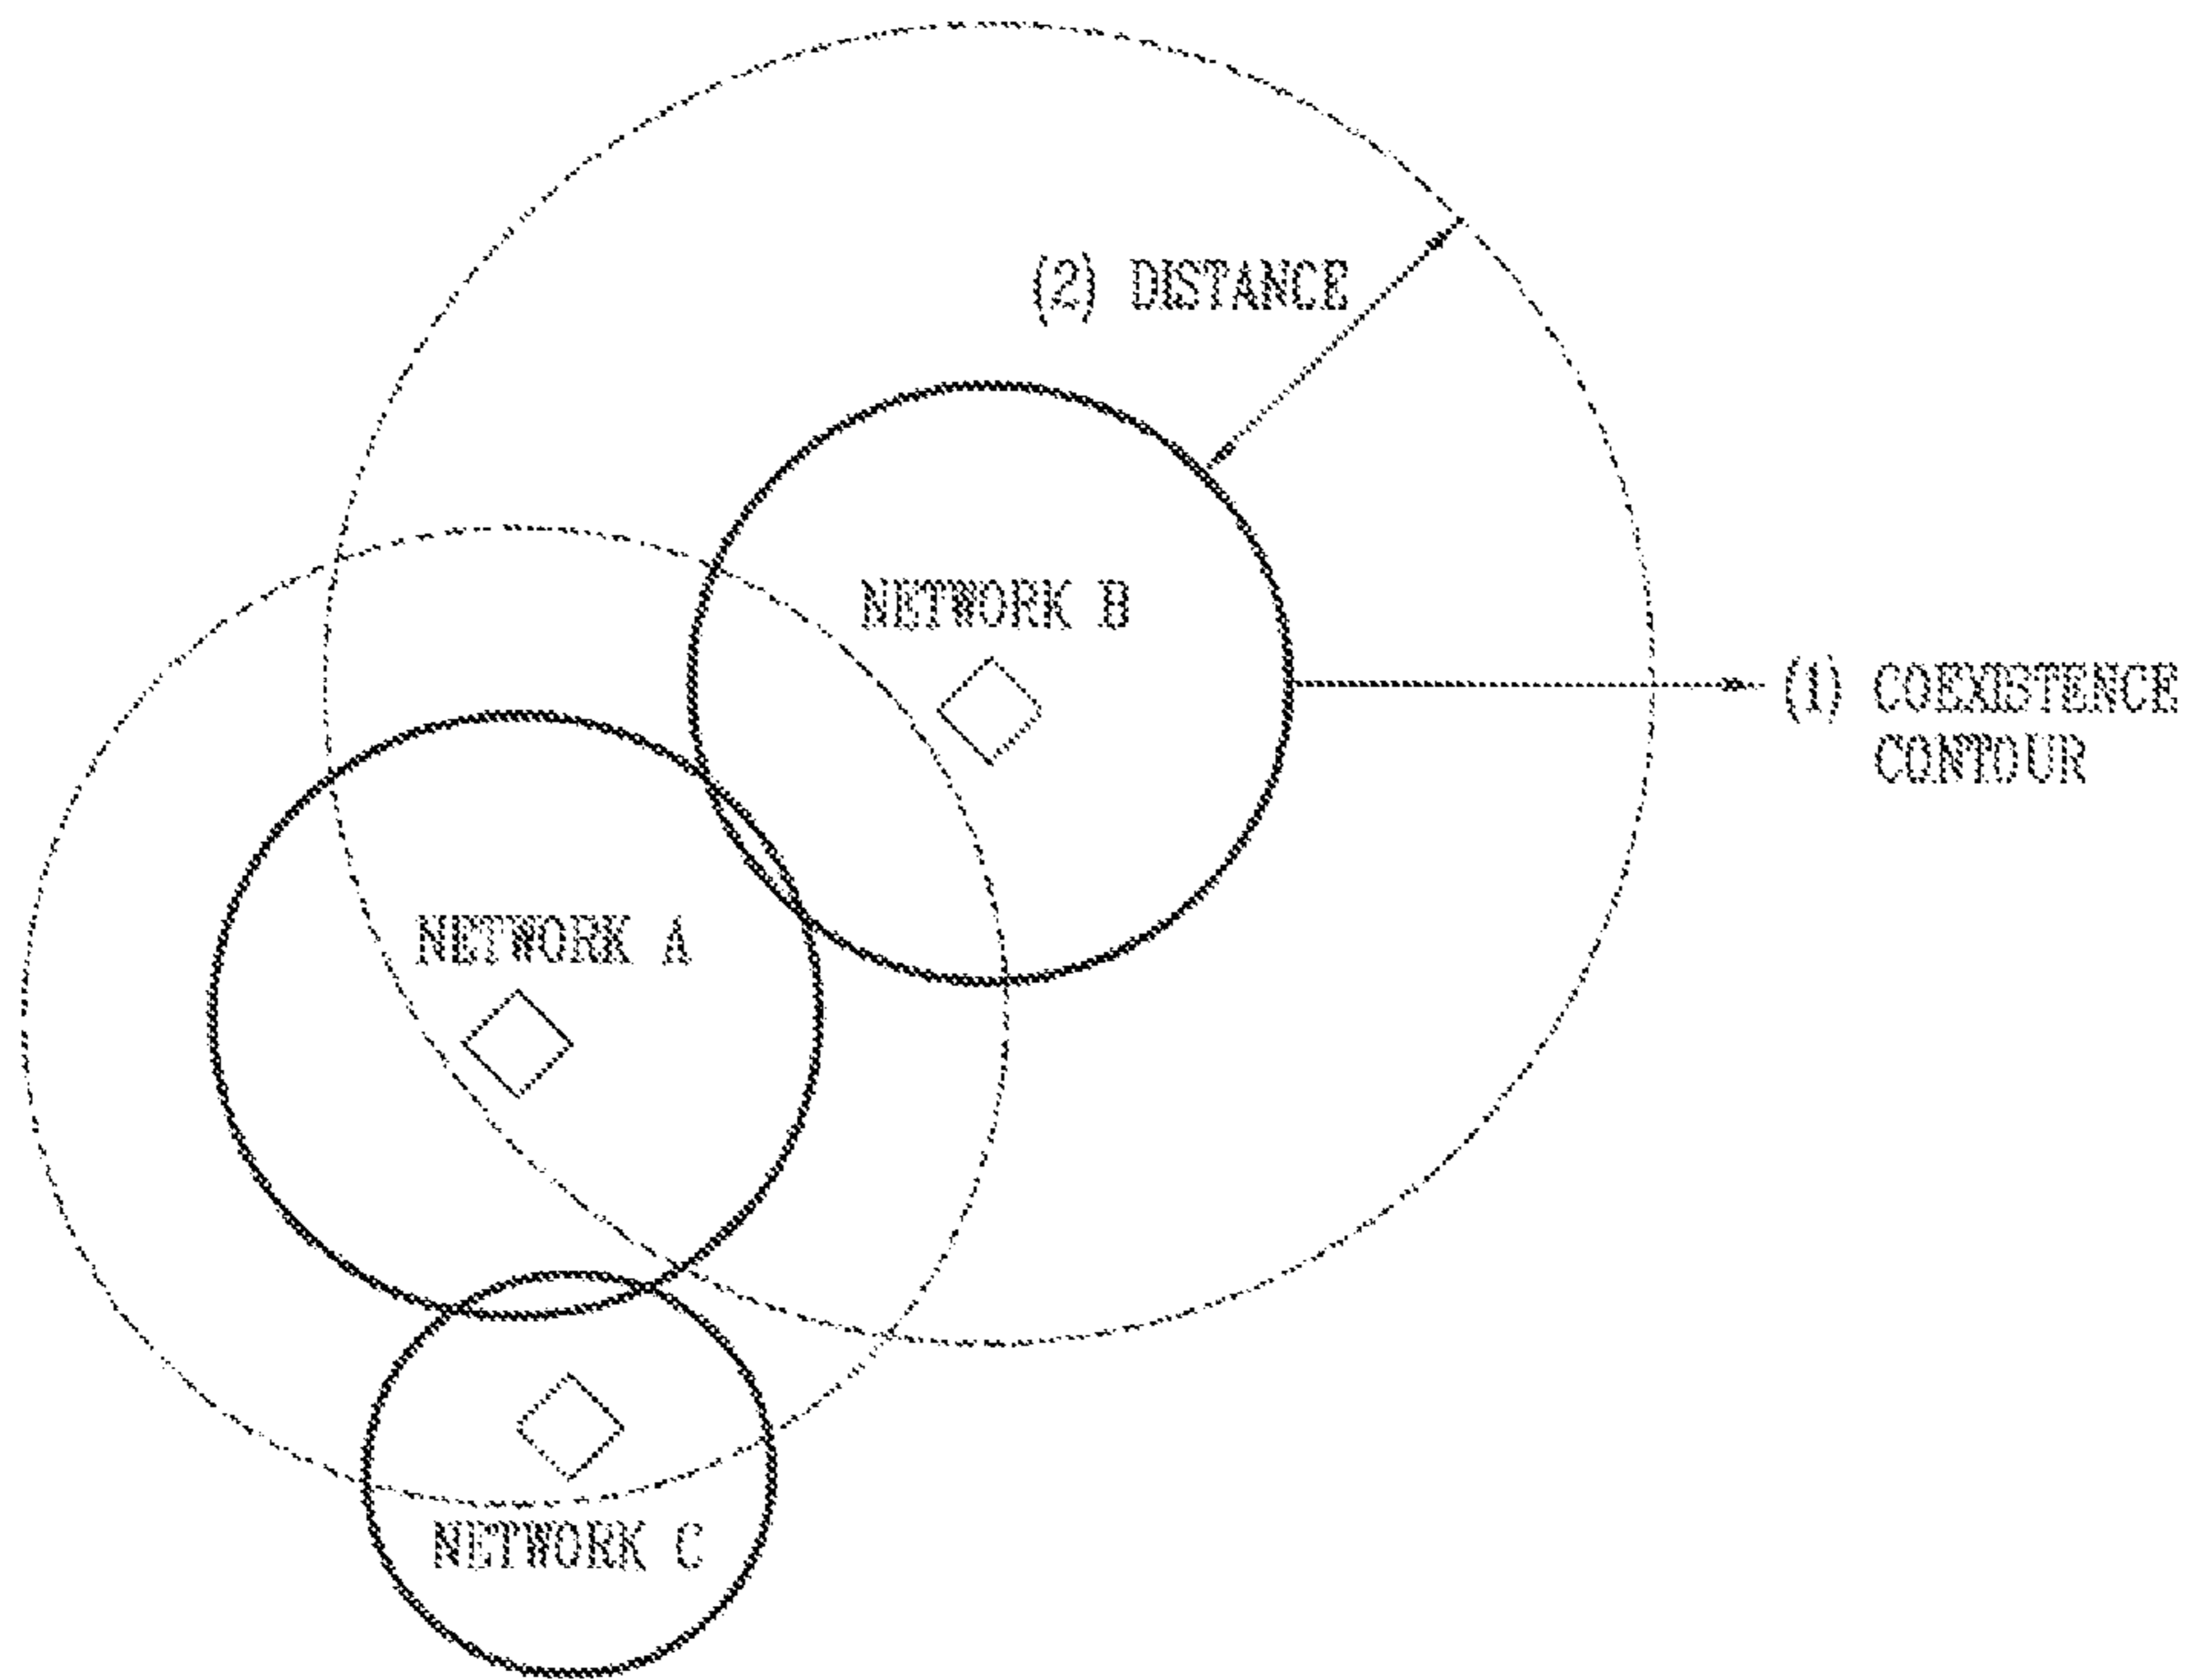 (2) DISTANCE
NETWORK B
(1) COEXISTENCE
CONTOUR
NETWORK A
NETWORK C